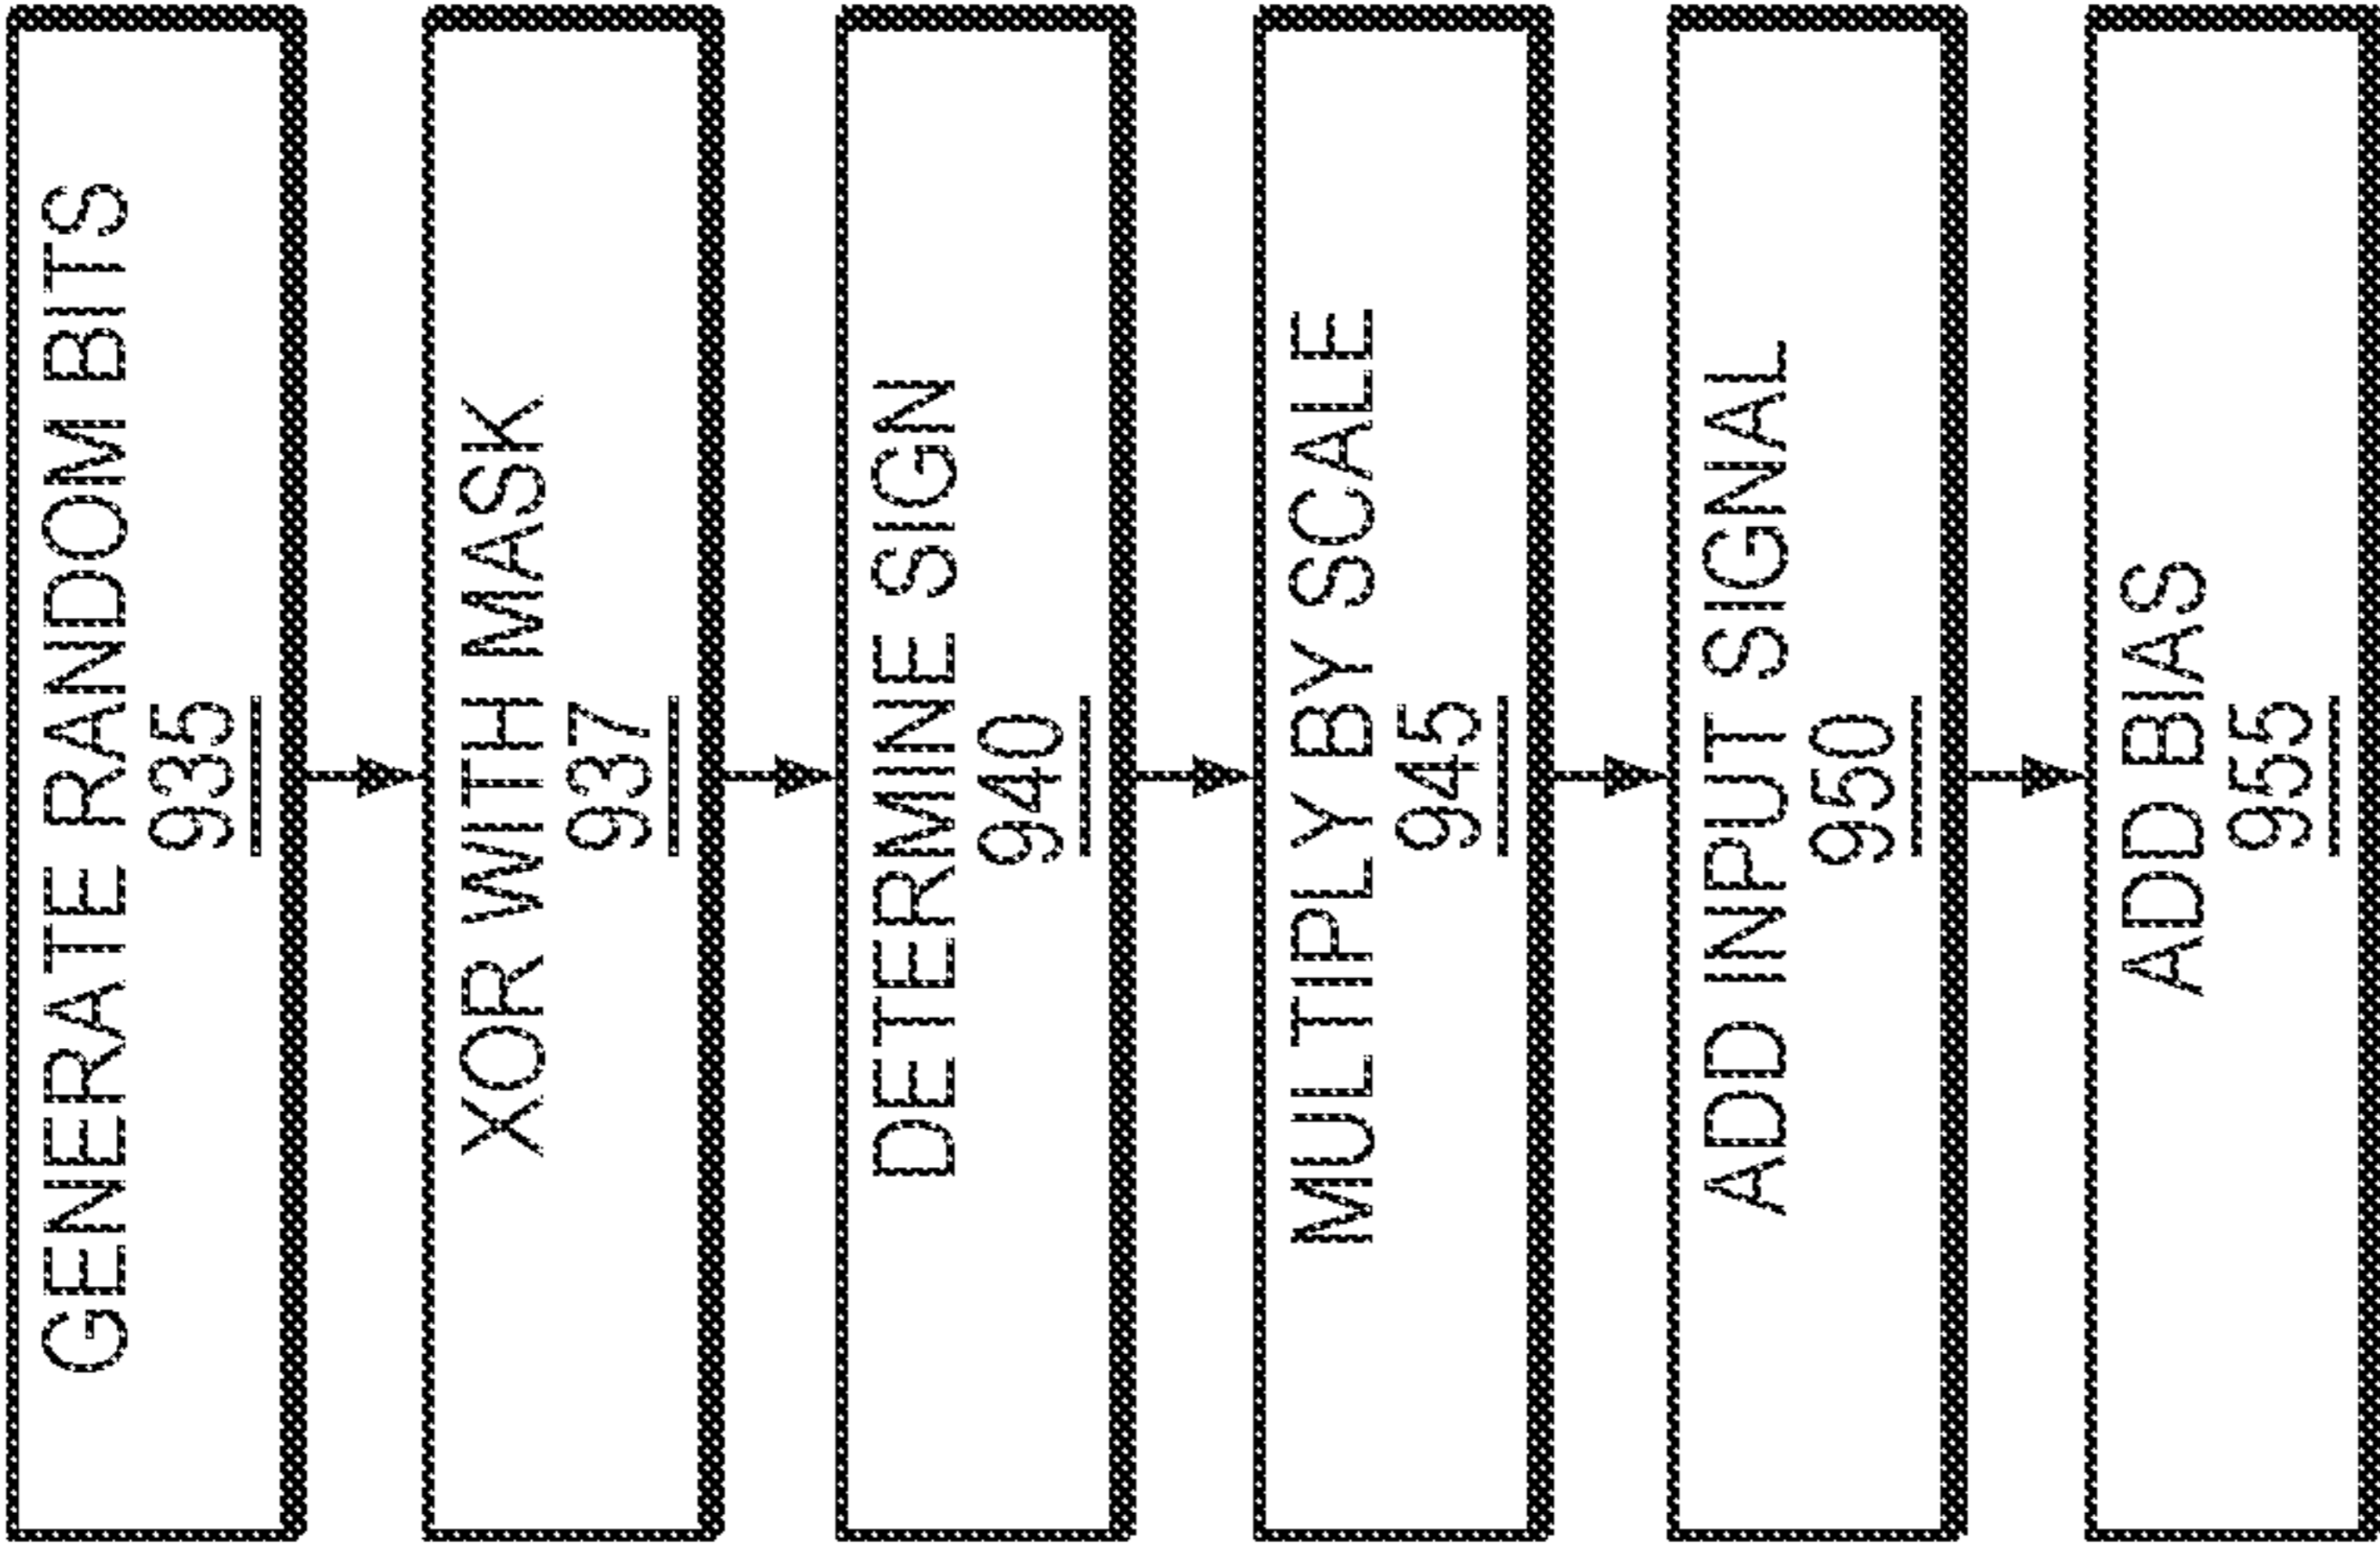 GENERATE RANDOM BITS
935
XOR WITH MASK
937
DETERMINE SIGN
940
MULTIPLY BY SCALE
945
ADD INPUT SIGNAL
950
ADD BIAS
955